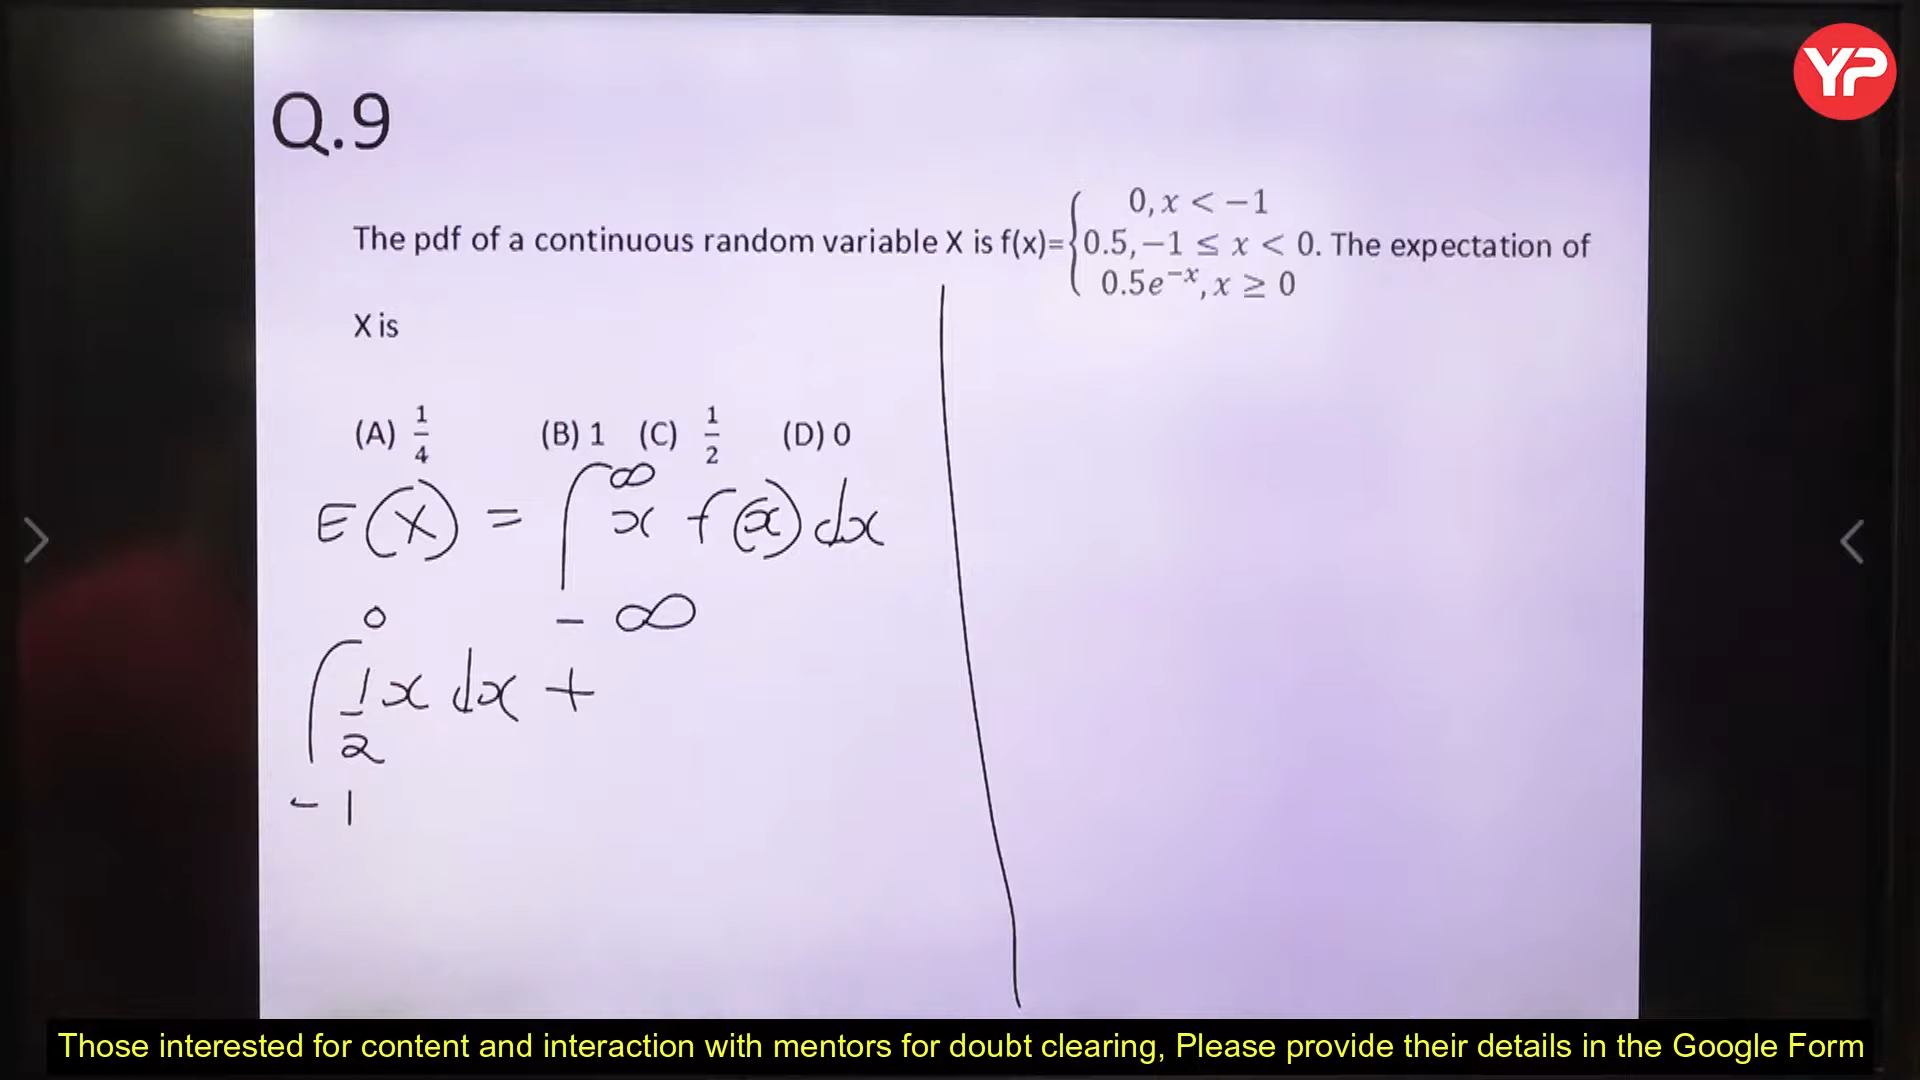 YP
Q.9
0, x < −1
The pdf of a continuous random variable X is f(x)={0.5, −1 ≤ x < 0. The expectation of
0.5e⁻ˣ, x ≥ 0
X is
(A) 1/4 (B) 1 (C) 1/2 (D) 0
E(X) = ∫_{-∞}^{∞} x f(x) dx
∫_{-1}^{0} 1/2 x dx +
Those interested for content and interaction with mentors for doubt clearing, Please provide their details in the Google Form